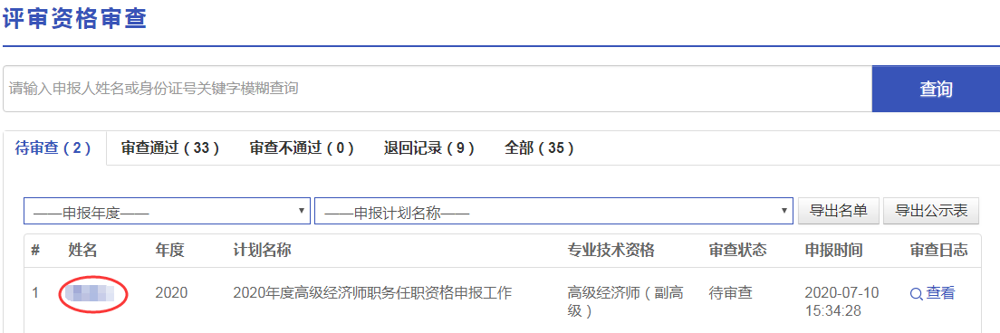 评审资格审查
请输入申报人姓名或身份证号关键字模糊查询
查询
待审查（2） 审查通过（33） 审查不通过（0） 退回记录（9） 全部（35）
——申报年度—— ——申报计划名称—— 导出名单 导出公示表
# 姓名 年度 计划名称 专业技术资格 审查状态 申报时间 审查日志
1 2020 2020年度高级经济师职务任职资格申报工作 高级经济师（副高 待审查 2020-07-10 查看
级） 15:34:28